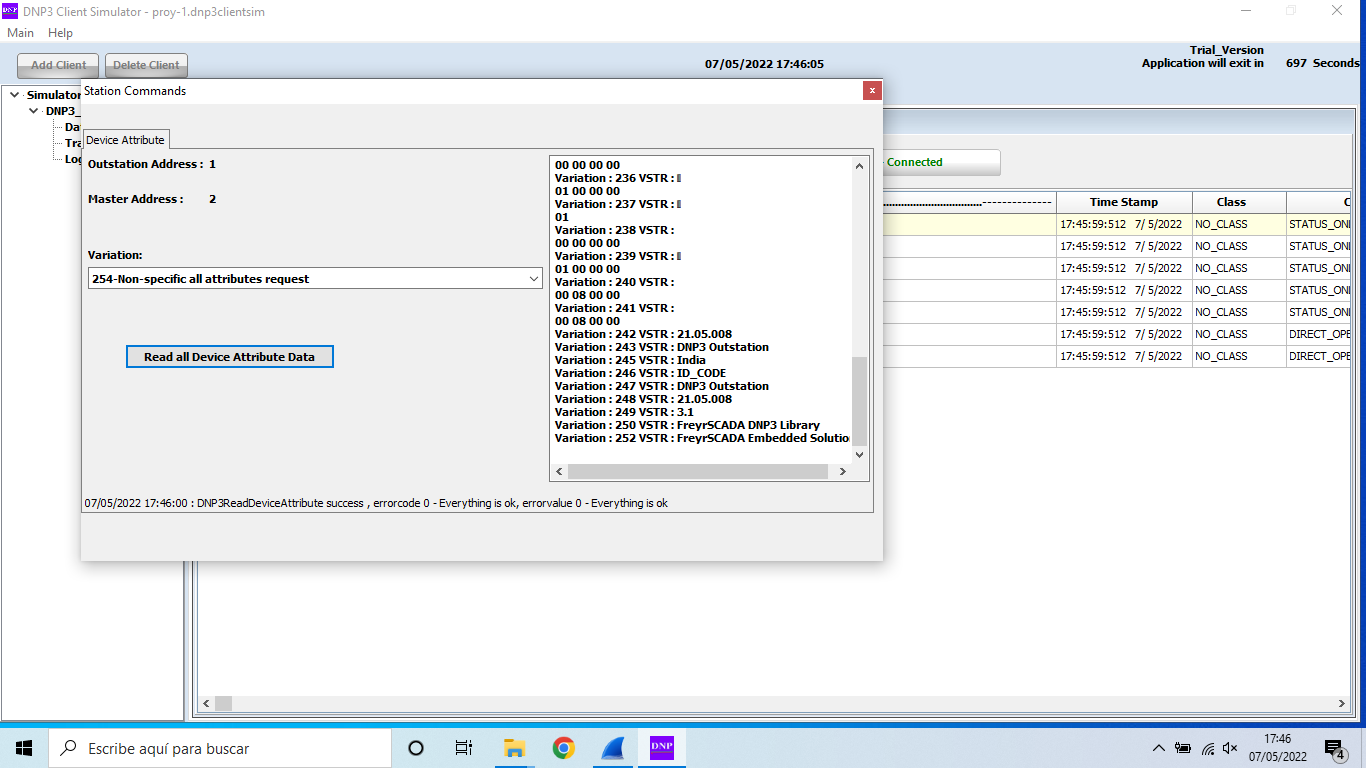 DNP3 Client Simulator - proy-1.dnp3clientsim
Main Help
Trial_Version
Add Client Delete Client
07/05/2022 17:46:05
Application will exit in 697 Seconds
Station Commands
x
Simulator
DNP3_
Device Attribute
Outstation Address : 1
Master Address : 2
Variation:
254-Non-specific all attributes request
Read all Device Attribute Data
00 00 00 00
Variation : 236 VSTR :
01 00 00 00
Variation : 237 VSTR :
01
Variation : 238 VSTR :
00 00 00 00
Variation : 239 VSTR :
01 00 00 00
Variation : 240 VSTR :
00 08 00 00
Variation : 241 VSTR :
00 08 00 00
Variation : 242 VSTR : 21.05.008
Variation : 243 VSTR : DNP3 Outstation
Variation : 245 VSTR : India
Variation : 246 VSTR : ID_CODE
Variation : 247 VSTR : DNP3 Outstation
Variation : 248 VSTR : 21.05.008
Variation : 249 VSTR : 3.1
Variation : 250 VSTR : FreyrSCADA DNP3 Library
Variation : 252 VSTR : FreyrSCADA Embedded Solutio
07/05/2022 17:46:00 : DNP3ReadDeviceAttribute success , errorcode 0 - Everything is ok, errorvalue 0 - Everything is ok
Connected
Time Stamp Class C
17:45:59:512 7/ 5/2022 NO_CLASS STATUS_ONL
17:45:59:512 7/ 5/2022 NO_CLASS STATUS_ONL
17:45:59:512 7/ 5/2022 NO_CLASS STATUS_ONL
17:45:59:512 7/ 5/2022 NO_CLASS STATUS_ONL
17:45:59:512 7/ 5/2022 NO_CLASS STATUS_ONL
17:45:59:512 7/ 5/2022 NO_CLASS DIRECT_OPE
17:45:59:512 7/ 5/2022 NO_CLASS DIRECT_OPE
Escribe aquí para buscar
DNP
17:46
07/05/2022
4